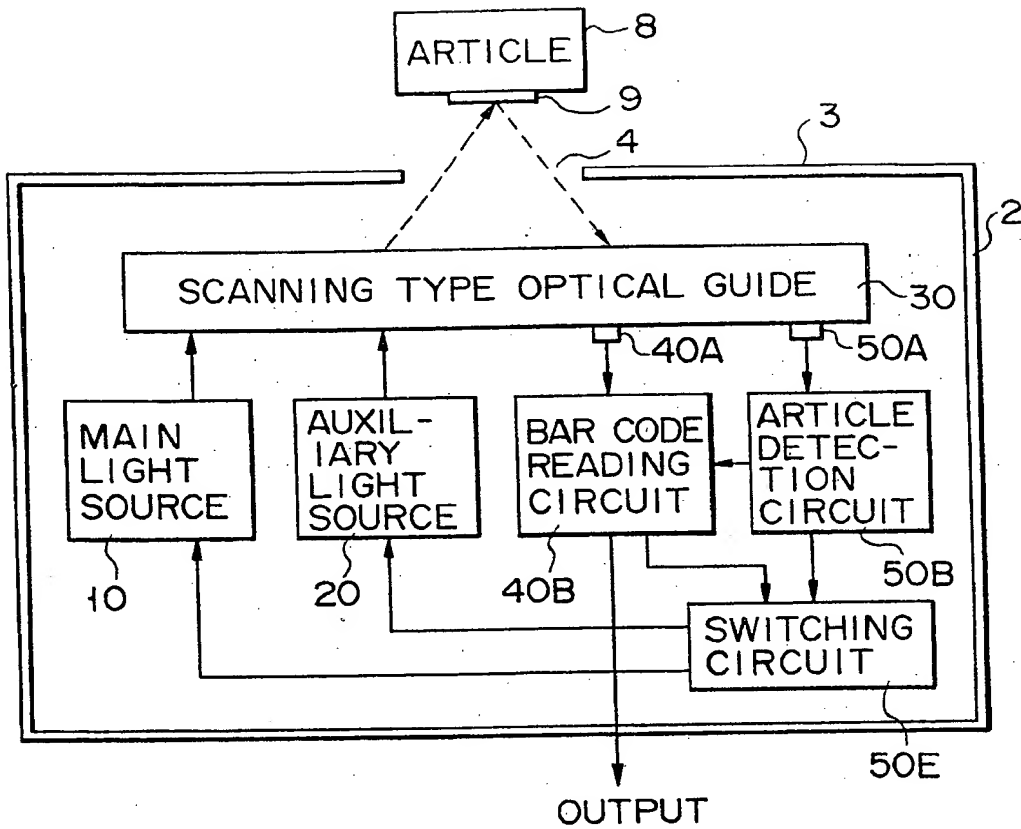 ARTICLE
8
9
4
3
2
SCANNING TYPE OPTICAL GUIDE
30
40A
50A
MAIN
LIGHT
SOURCE
10
AUXIL-
IARY
LIGHT
SOURCE
20
BAR CODE
READING
CIRCUIT
40B
ARTICLE
DETEC-
TION
CIRCUIT
50B
SWITCHING
CIRCUIT
50E
OUTPUT